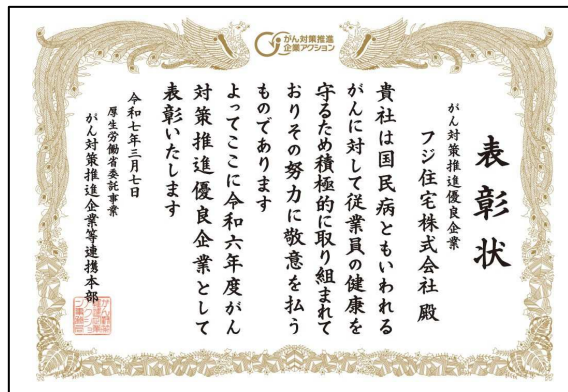 がん対策推進
企業アクション
表彰状
がん対策推進優良企業
フジ住宅株式会社 殿
貴社は国民病ともいわれる
がんに対して従業員の健康を
守るため積極的に取り組まれて
おりその努力に敬意を払う
ものであります
よってここに令和六年度がん
対策推進優良企業として
表彰いたします
令和七年三月七日
厚生労働省委託事業
がん対策推進企業等連携本部